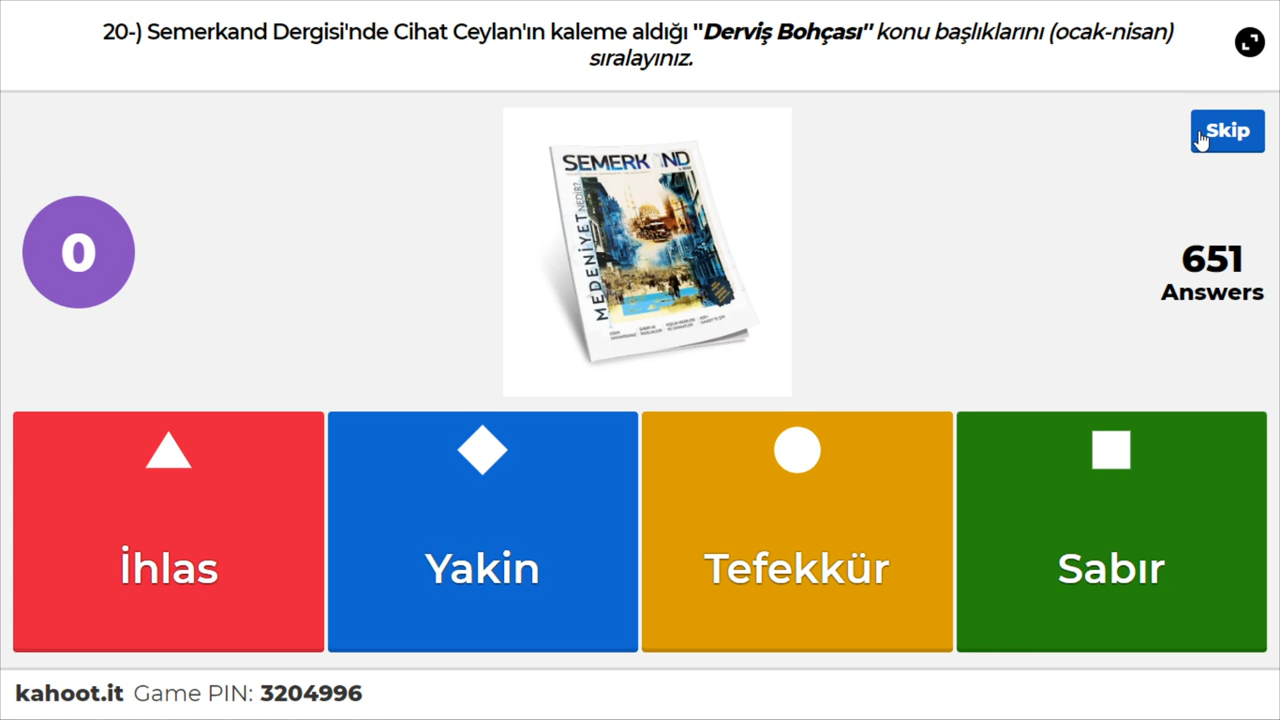 20-) Semerkand Dergisi'nde Cihat Ceylan'ın kaleme aldığı "Derviş Bohçası" konu başlıklarını (ocak-nisan)
sıralayınız.
Skip
SEMERKAND
MEDENİYET NEDİR?
0
651
Answers
İhlas
Yakin
Tefekkür
Sabır
kahoot.it Game PIN: 3204996